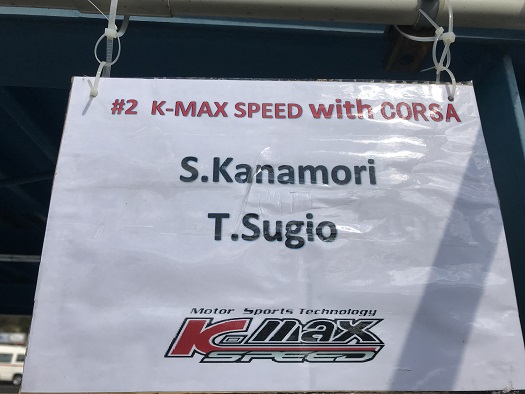 #2 K-MAX SPEED with CORSA
S.Kanamori
T.Sugio
Motor Sports Technology
K-max
SPEED